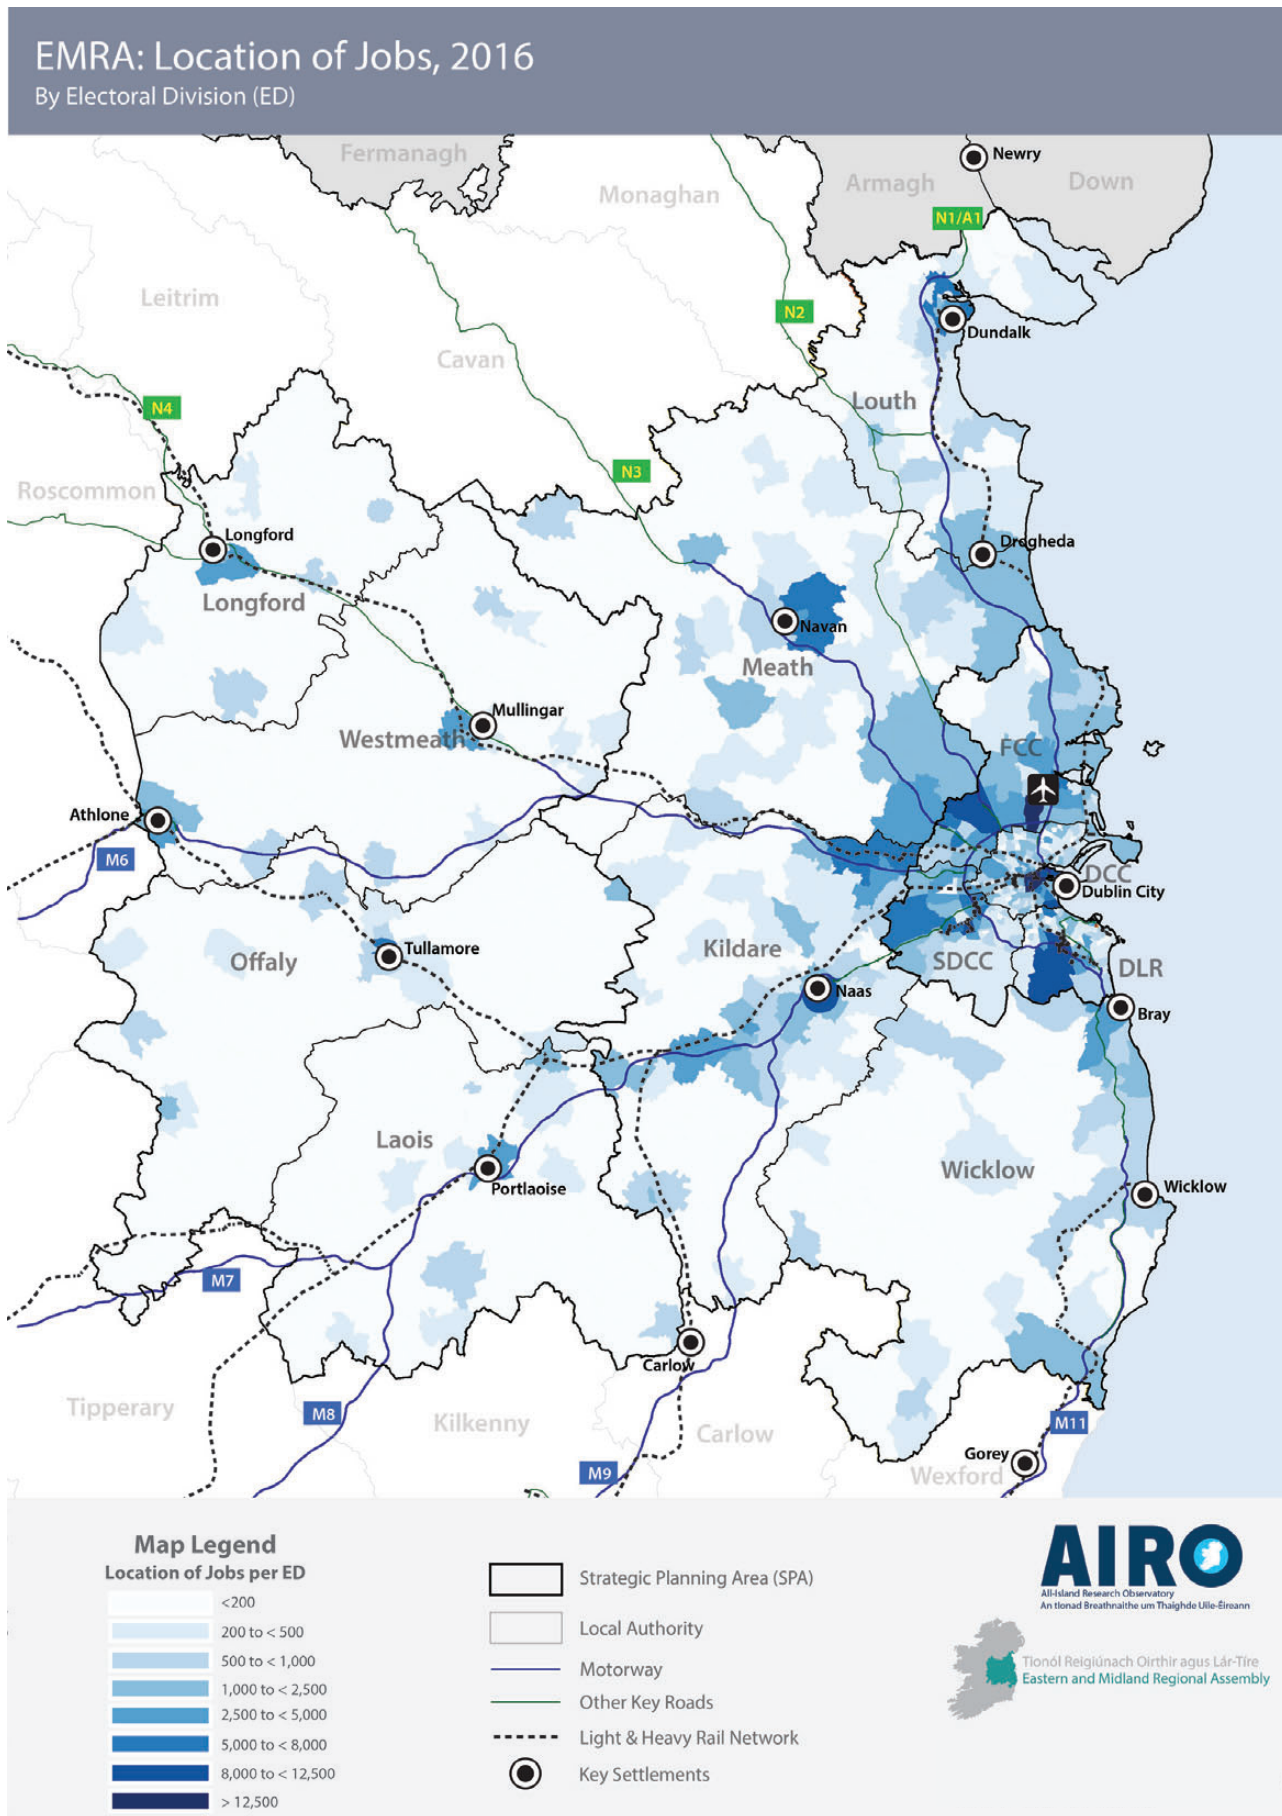 EMRA: Location of Jobs, 2016
By Electoral Division (ED)
Fermanagh
Monaghan
Armagh
Newry
Down
N1/A1
Leitrim
N2
Dundalk
Cavan
N4
Louth
Roscommon
N3
Longford
Drogheda
Longford
Navan
Meath
Mullingar
Westmeath
FCC
Athlone
M6
DCC
Dublin City
Offaly
Tullamore
Kildare
SDCC
DLR
Naas
Bray
Laois
Wicklow
Portlaoise
Wicklow
M7
Carlow
Tipperary
M8
Kilkenny
Carlow
M11
Gorey
Wexford
M9
Map Legend
Location of Jobs per ED
<200
200 to < 500
500 to < 1,000
1,000 to < 2,500
2,500 to < 5,000
5,000 to < 8,000
8,000 to < 12,500
> 12,500
Strategic Planning Area (SPA)
Local Authority
Motorway
Other Key Roads
Light & Heavy Rail Network
Key Settlements
AIRO
All-Island Research Observatory
An tIonad Breathnaithe um Thaighde Uile-Éireann
Tionól Reigiúnach Oirthir agus Lár-Tíre
Eastern and Midland Regional Assembly